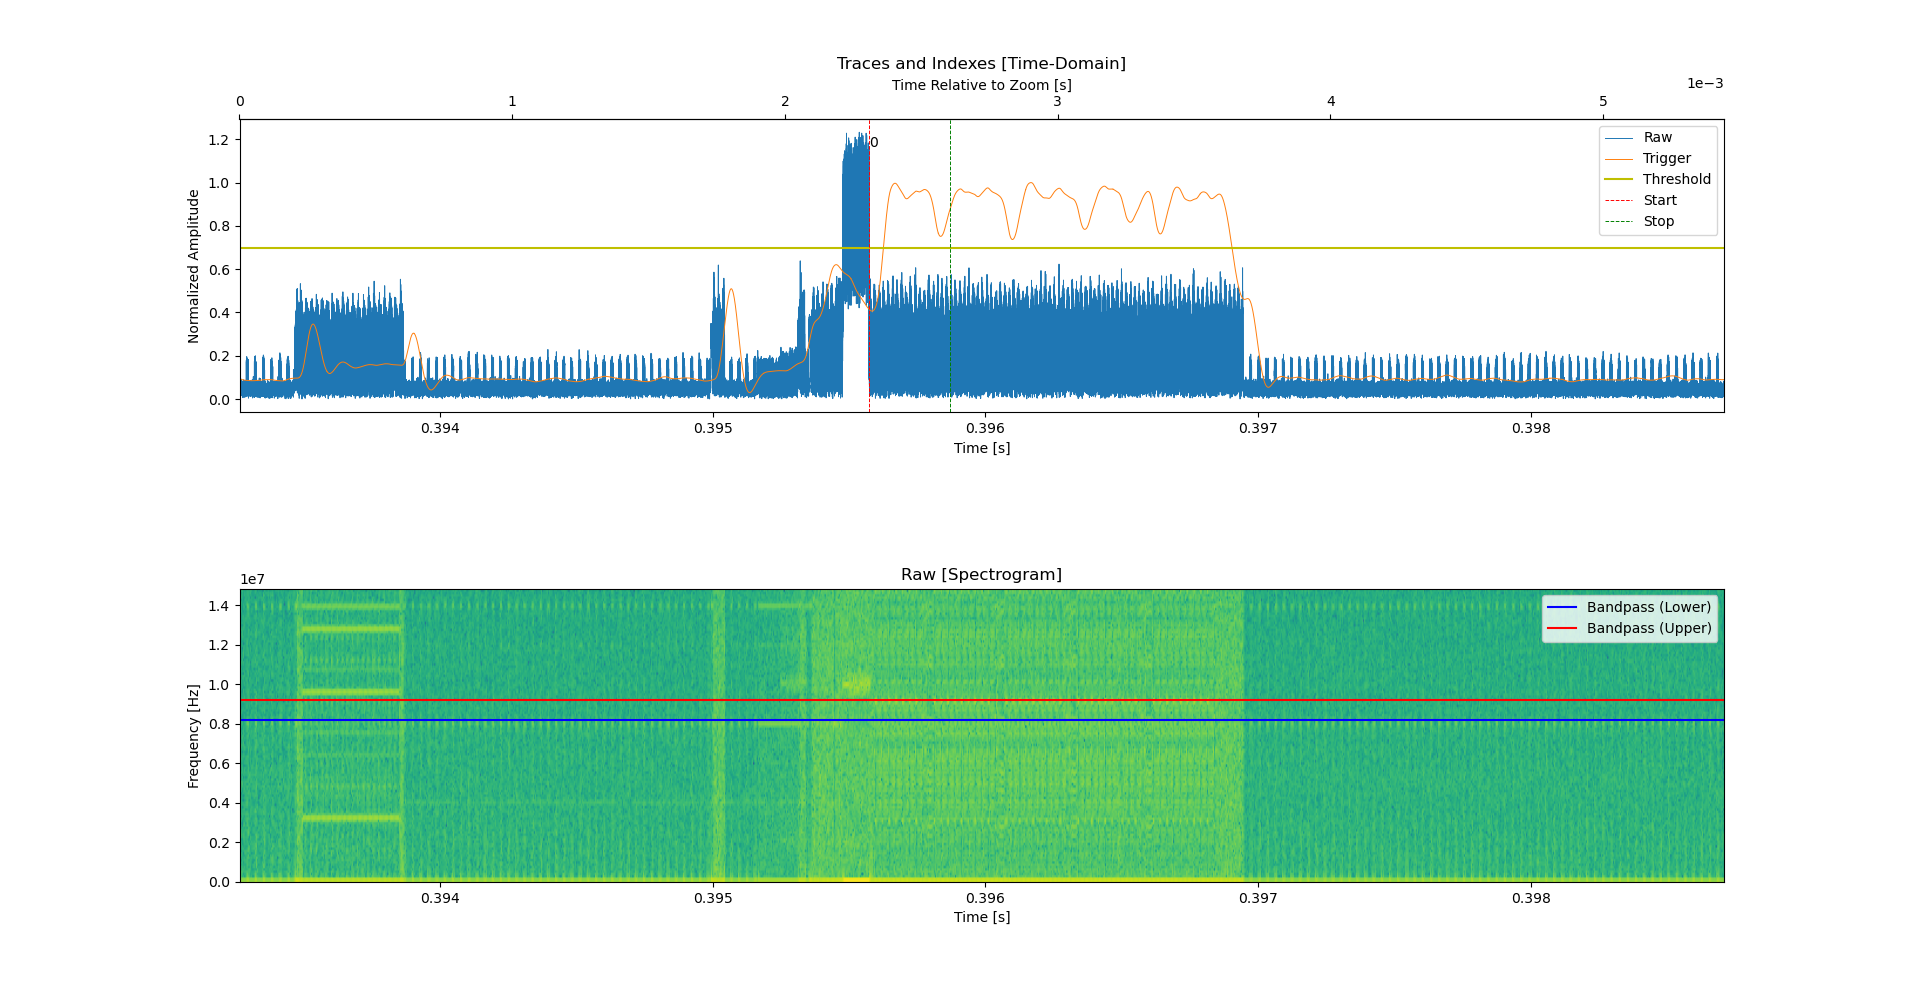 Traces and Indexes [Time-Domain]
Time Relative to Zoom [s]
1e−3
0 1 2 3 4 5
Normalized Amplitude
1.2
1.0
0.8
0.6
0.4
0.2
0.0
0
Raw
Trigger
Threshold
Start
Stop
0.394 0.395 0.396 0.397 0.398
Time [s]
Raw [Spectrogram]
1e7
Frequency [Hz]
1.4
1.2
1.0
0.8
0.6
0.4
0.2
0.0
Bandpass (Lower)
Bandpass (Upper)
0.394 0.395 0.396 0.397 0.398
Time [s]